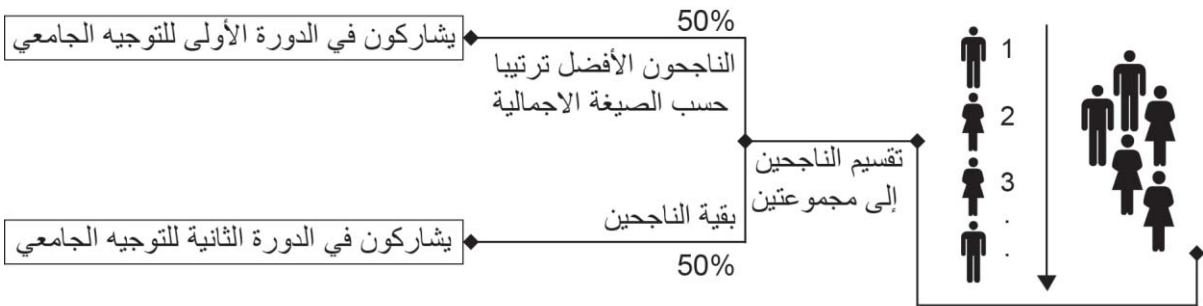 1
2
3
.
.
تقسيم الناجحين
إلى مجموعتين
50%
الناجحون الأفضل ترتيبا
حسب الصيغة الاجمالية
يشاركون في الدورة الأولى للتوجيه الجامعي
بقية الناجحين
50%
يشاركون في الدورة الثانية للتوجيه الجامعي